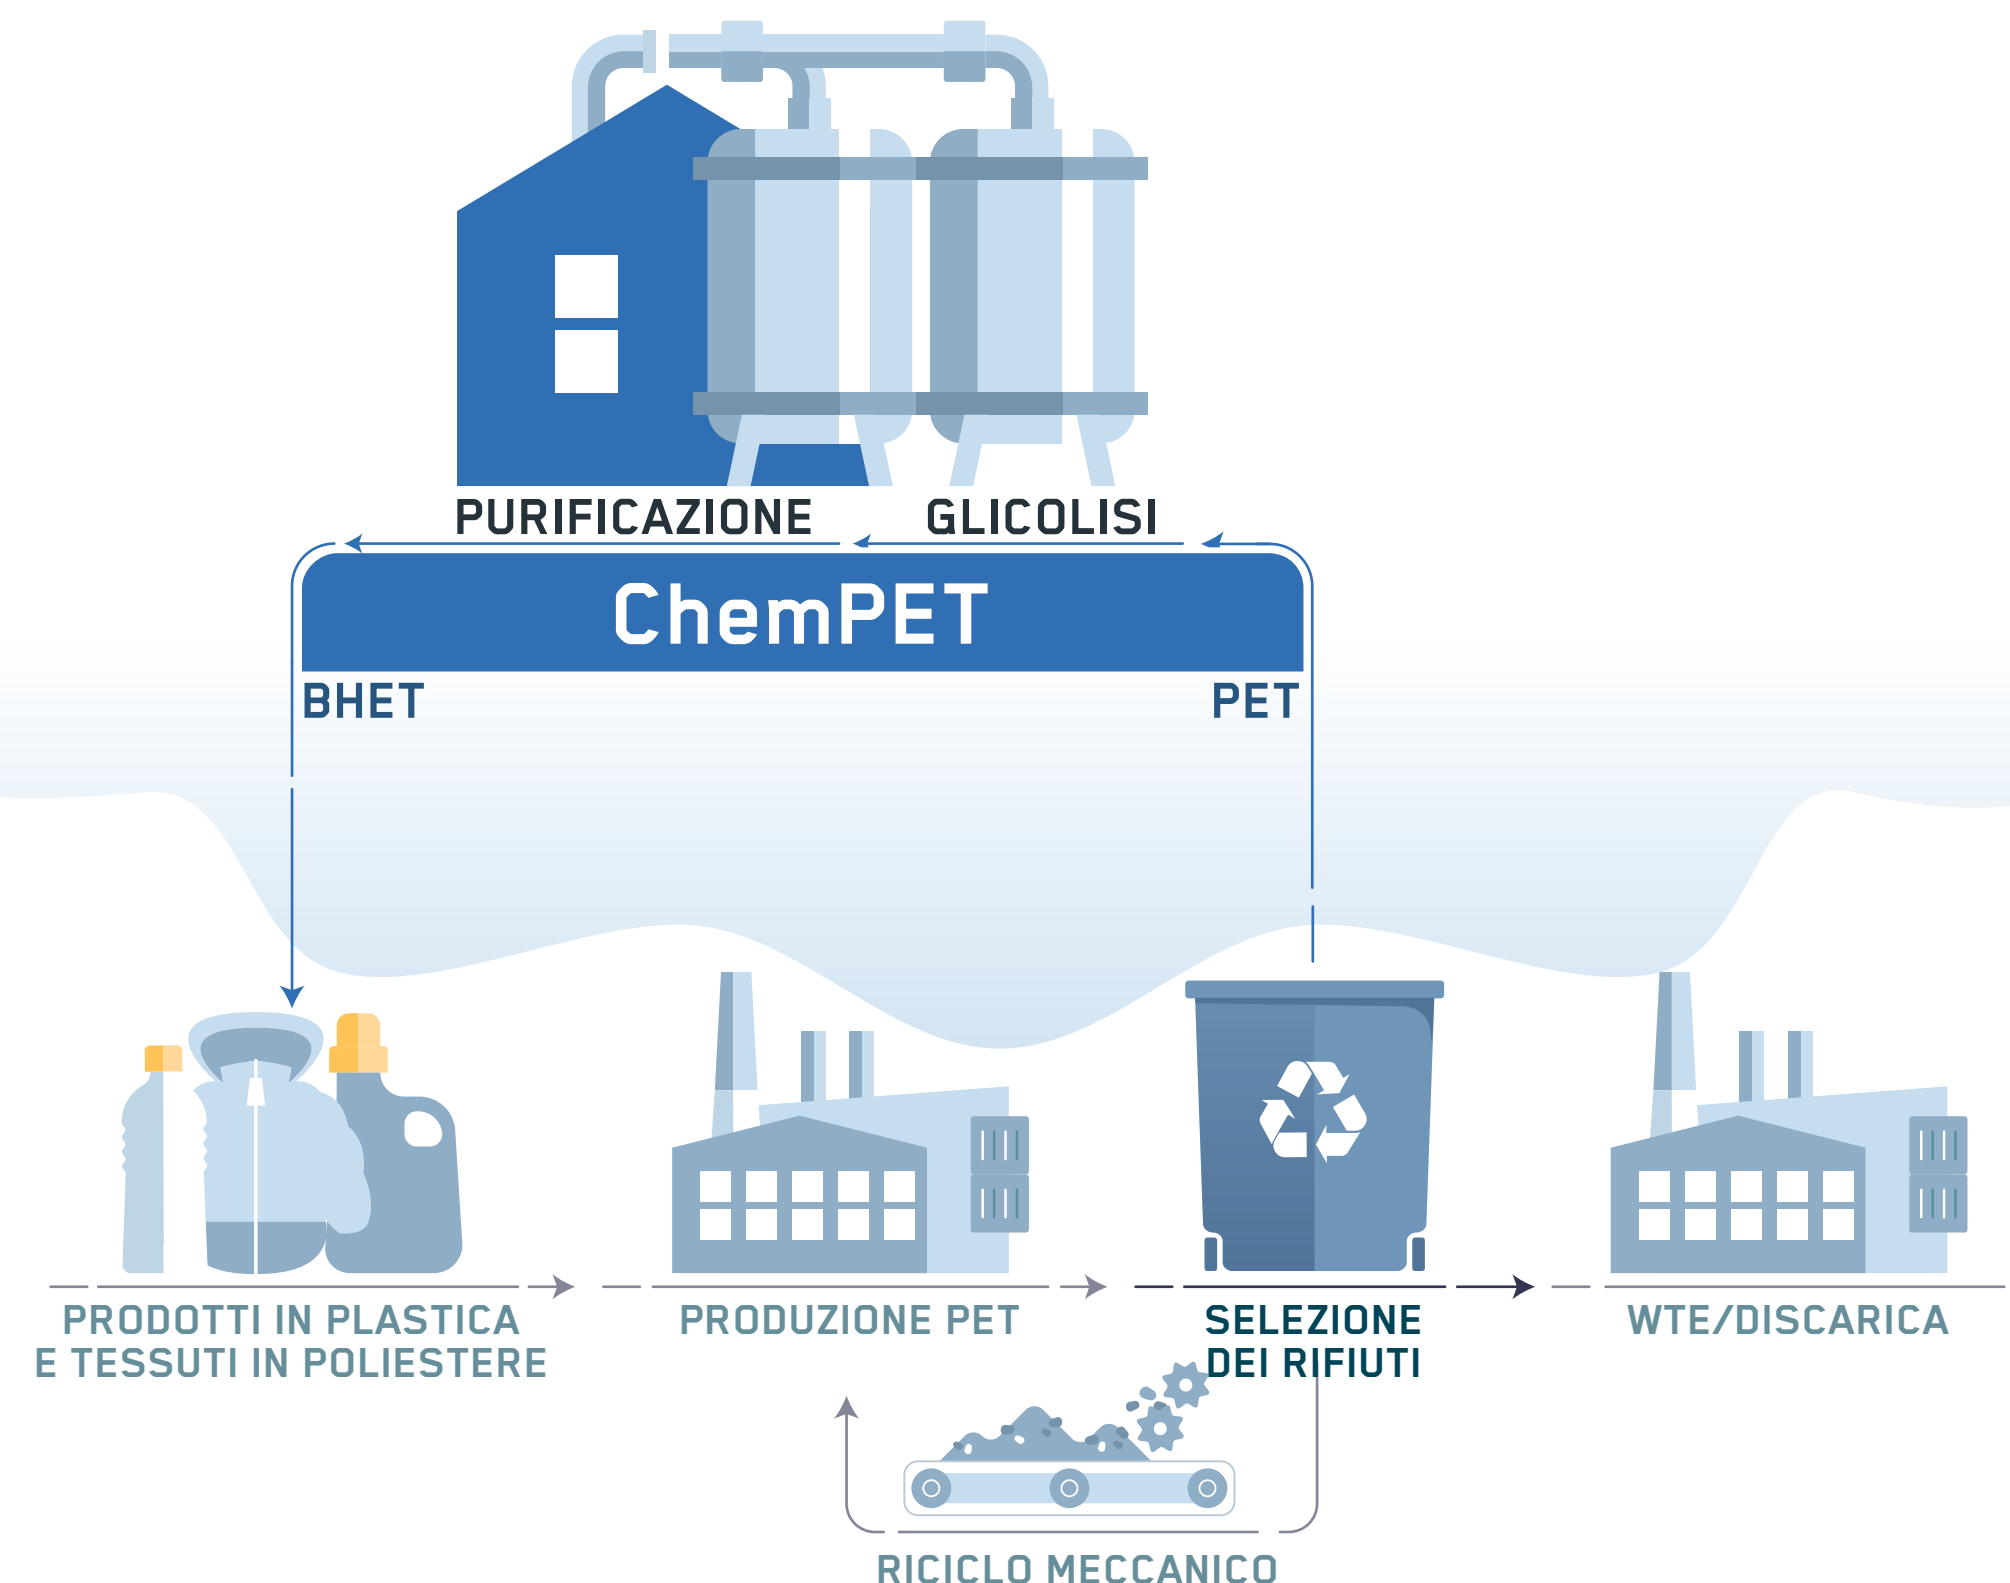 PURIFICAZIONE
GLICOLISI
ChemPET
BHET
PET
PRODOTTI IN PLASTICA
E TESSUTI IN POLIESTERE
PRODUZIONE PET
SELEZIONE
DEI RIFIUTI
WTE/DISCARICA
RICICLO MECCANICO